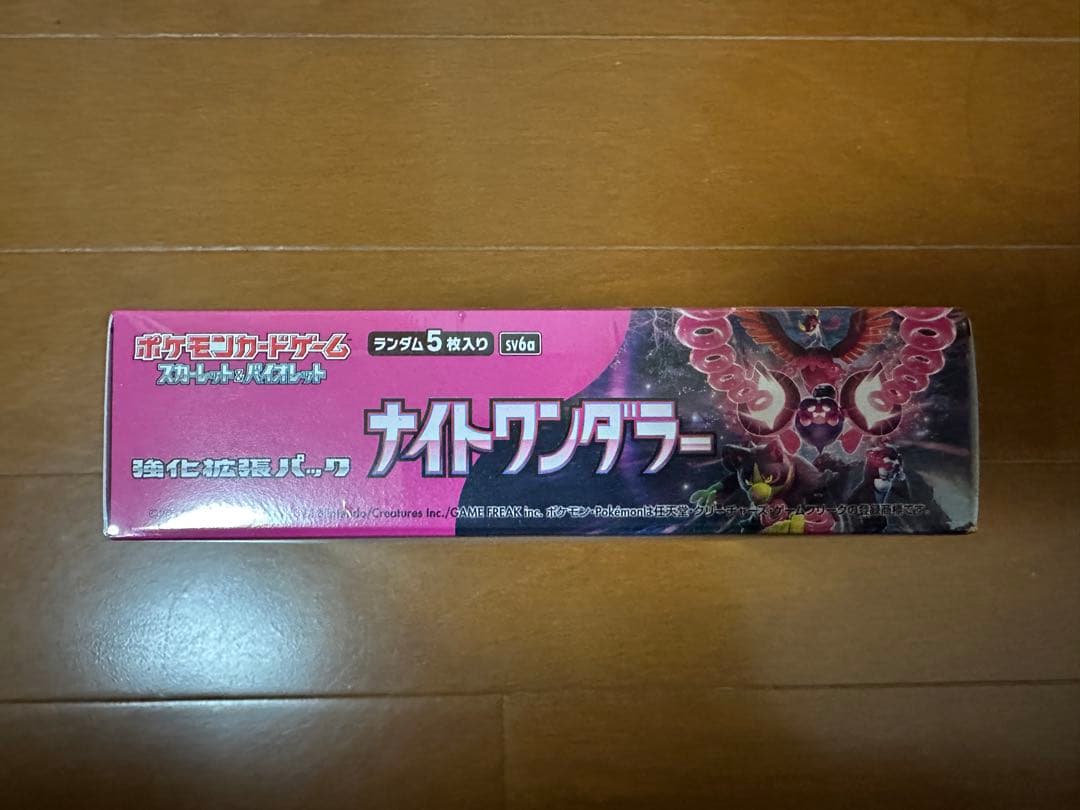 ポケモンカードゲーム
スカーレット&バイオレット
ランダム5枚入り sv6a
強化拡張パック
ナイトワンダラー
Nintendo/Creatures Inc./GAME FREAK inc. ポケモン・Pokémonは任天堂・クリーチャーズ・ゲームフリークの登録商標です。